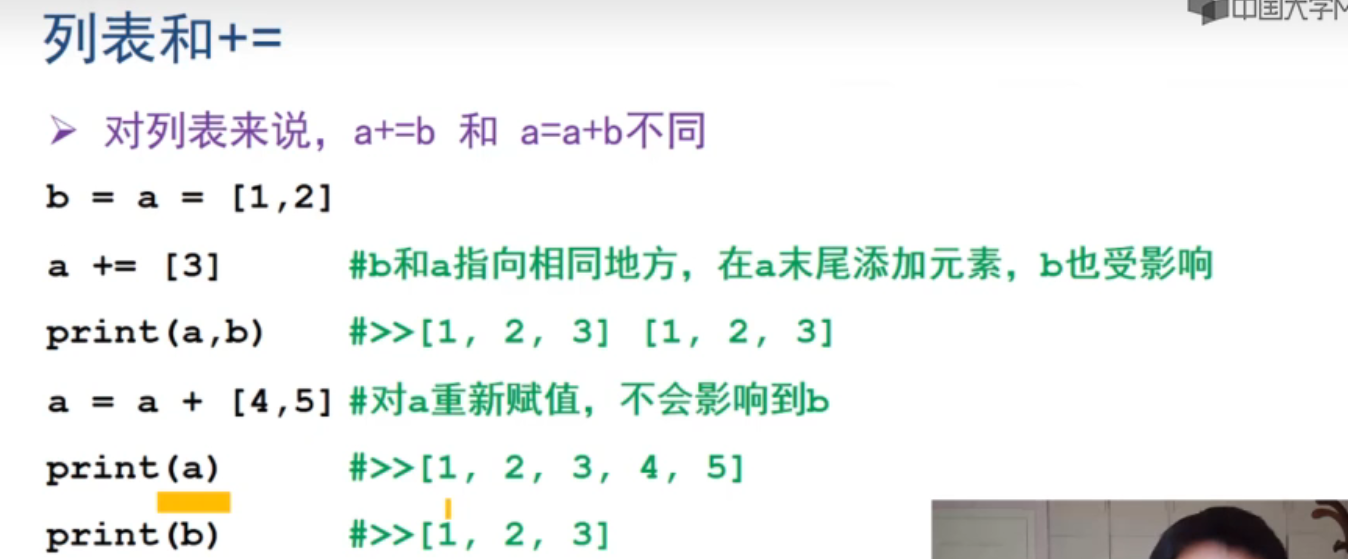 中国大学M
列表和+=
➢ 对列表来说，a+=b 和 a=a+b不同
b = a = [1,2]
a += [3] #b和a指向相同地方，在a末尾添加元素，b也受影响
print(a,b) #>>[1, 2, 3] [1, 2, 3]
a = a + [4,5] #对a重新赋值，不会影响到b
print(a) #>>[1, 2, 3, 4, 5]
print(b) #>>[1, 2, 3]